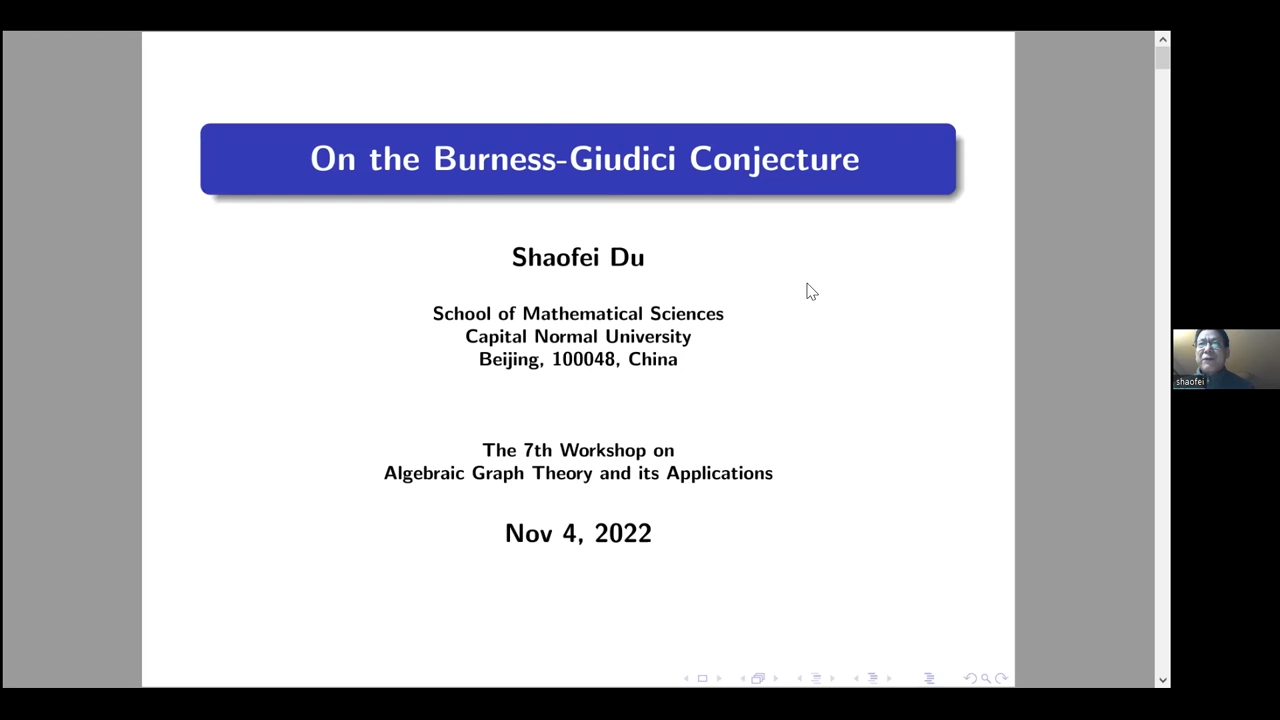 On the Burness-Giudici Conjecture
Shaofei Du
School of Mathematical Sciences
Capital Normal University
Beijing, 100048, China
The 7th Workshop on
Algebraic Graph Theory and its Applications
Nov 4, 2022
shaofei